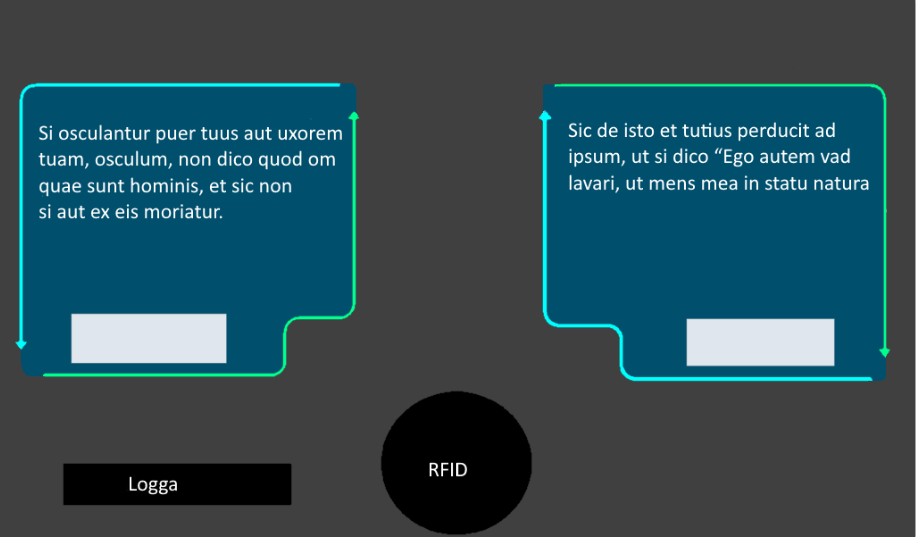 Si osculantur puer tuus aut uxorem
tuam, osculum, non dico quod om
quae sunt hominis, et sic non
si aut ex eis moriatur.
Sic de isto et tutius perducit ad
ipsum, ut si dico “Ego autem vad
lavari, ut mens mea in statu natura
Logga
RFID